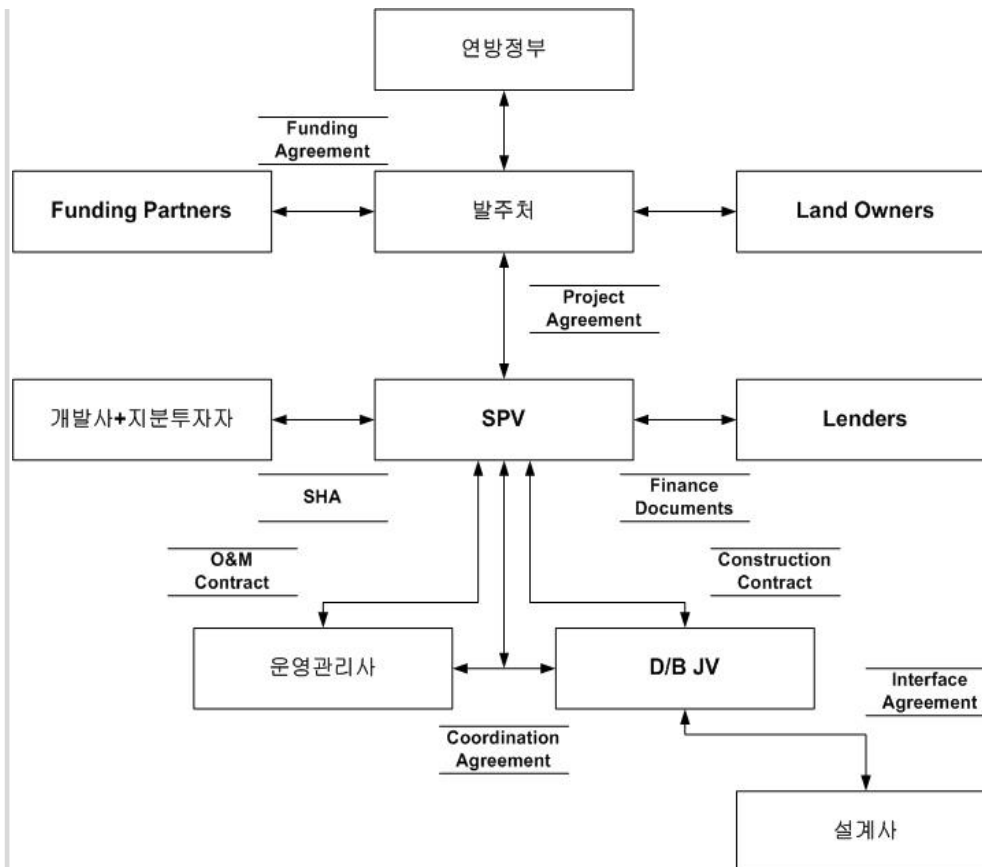 연방정부
Funding
Agreement
Funding Partners
발주처
Land Owners
Project
Agreement
개발사+지분투자자
SPV
Lenders
SHA
Finance
Documents
O&M
Contract
Construction
Contract
운영관리사
D/B JV
Interface
Agreement
Coordination
Agreement
설계사